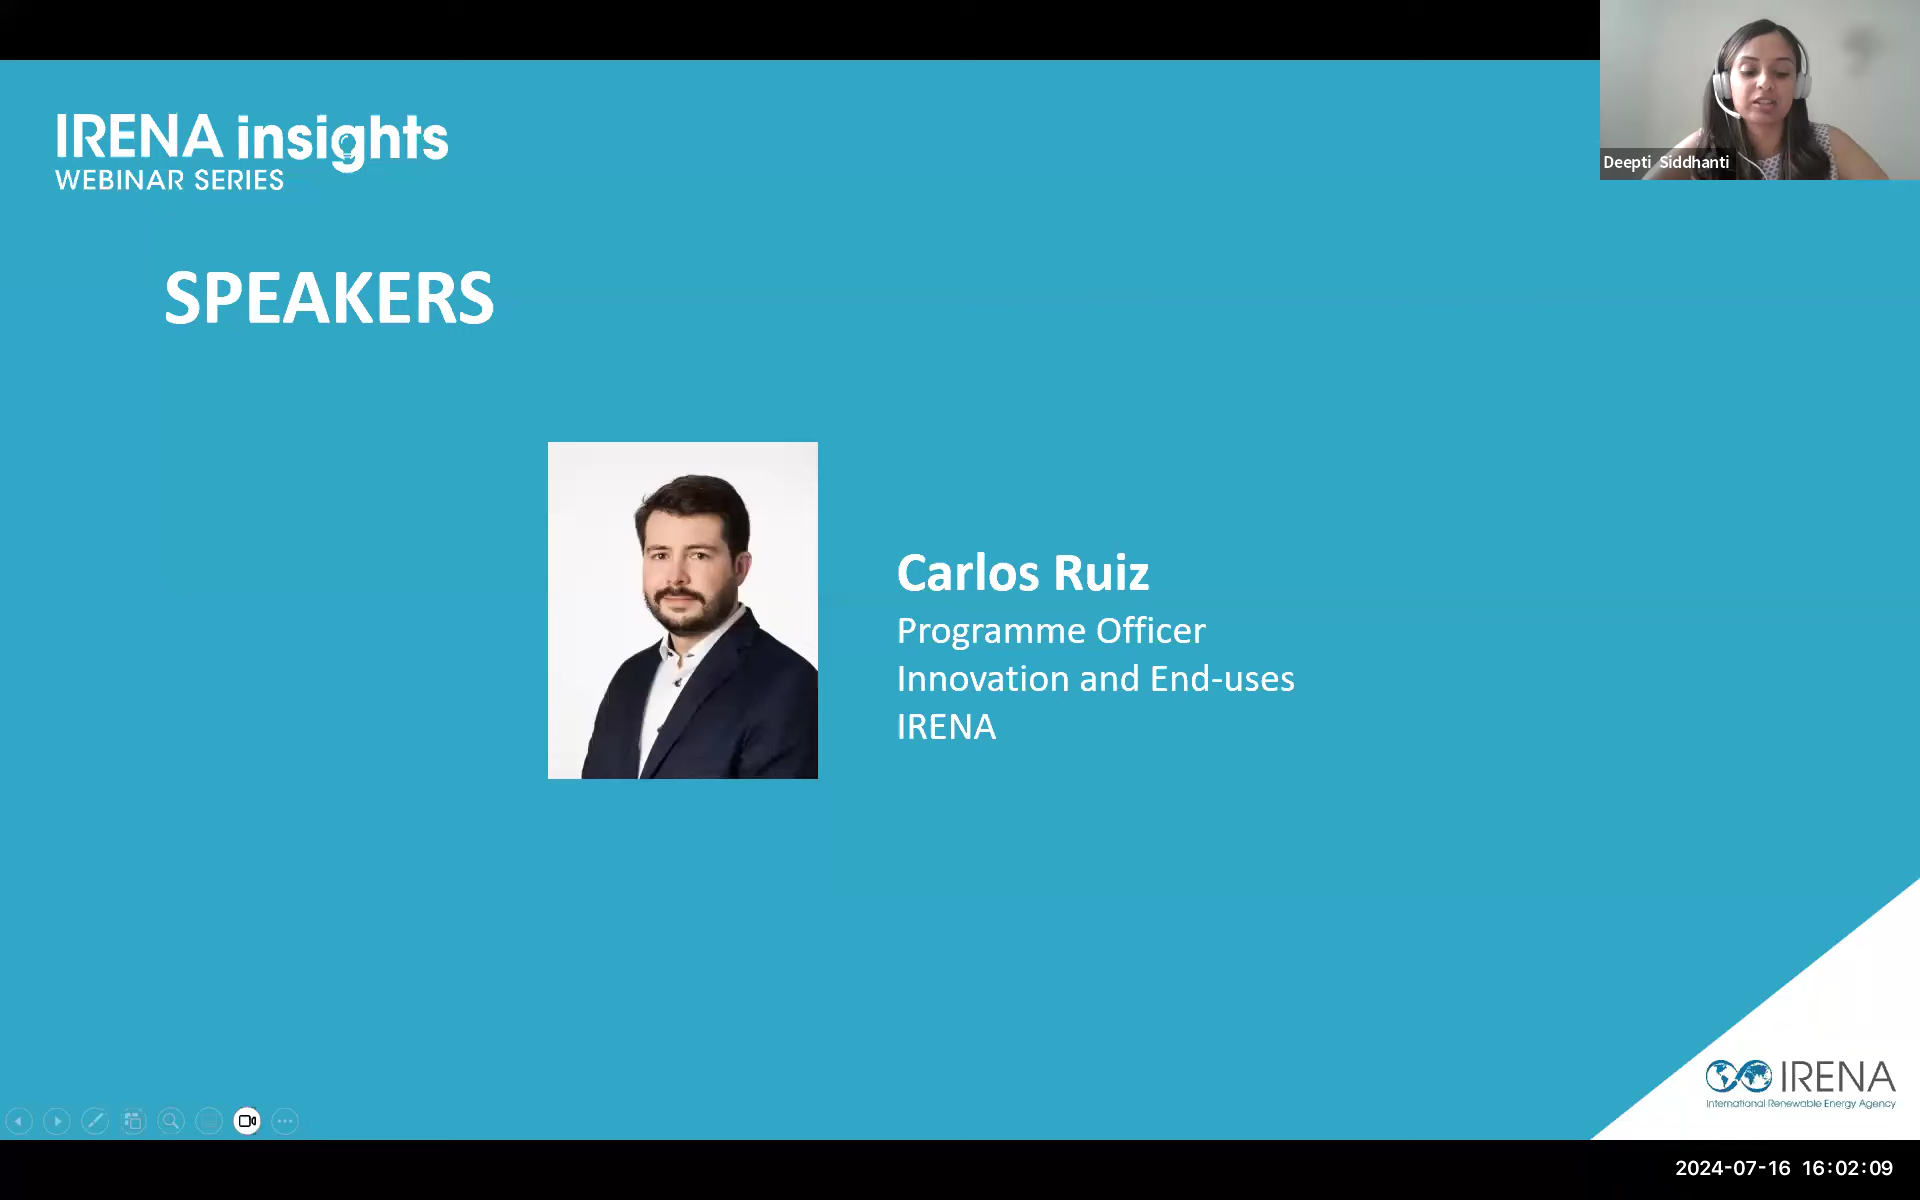 IRENA insights
WEBINAR SERIES
Deepti Siddhanti
SPEAKERS
Carlos Ruiz
Programme Officer
Innovation and End-uses
IRENA
IRENA
International Renewable Energy Agency
2024-07-16 16:02:09